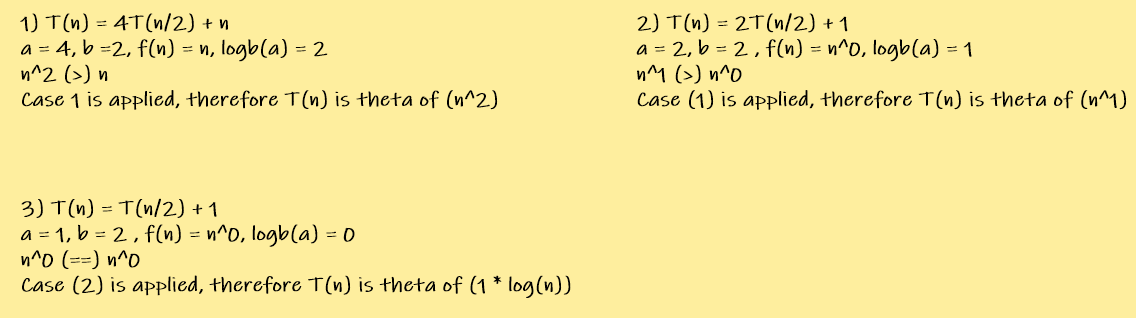 1) T(n) = 4T(n/2) + n
a = 4, b =2, f(n) = n, logb(a) = 2
n^2 (>) n
Case 1 is applied, therefore T(n) is theta of (n^2)
2) T(n) = 2T(n/2) + 1
a = 2, b = 2 , f(n) = n^0, logb(a) = 1
n^1 (>) n^0
Case (1) is applied, therefore T(n) is theta of (n^1)
3) T(n) = T(n/2) + 1
a = 1, b = 2 , f(n) = n^0, logb(a) = 0
n^0 (==) n^0
Case (2) is applied, therefore T(n) is theta of (1 * log(n))